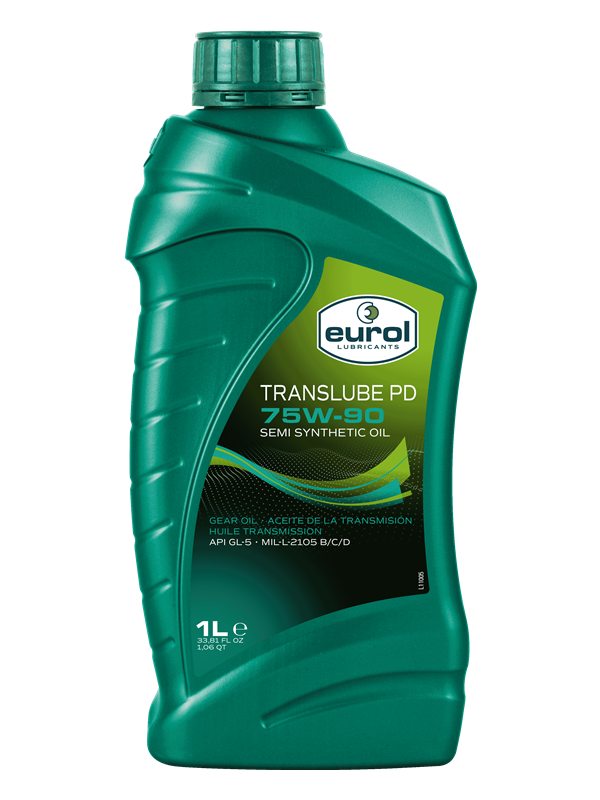 eurol
LUBRICANTS
TRANSLUBE PD
75W-90
SEMI SYNTHETIC OIL
GEAR OIL · ACEITE DE LA TRANSMISIÓN
HUILE TRANSMISSION
API GL-5 · MIL-L-2105 B/C/D
L11005
1L e
33,81 FL OZ
1,06 QT